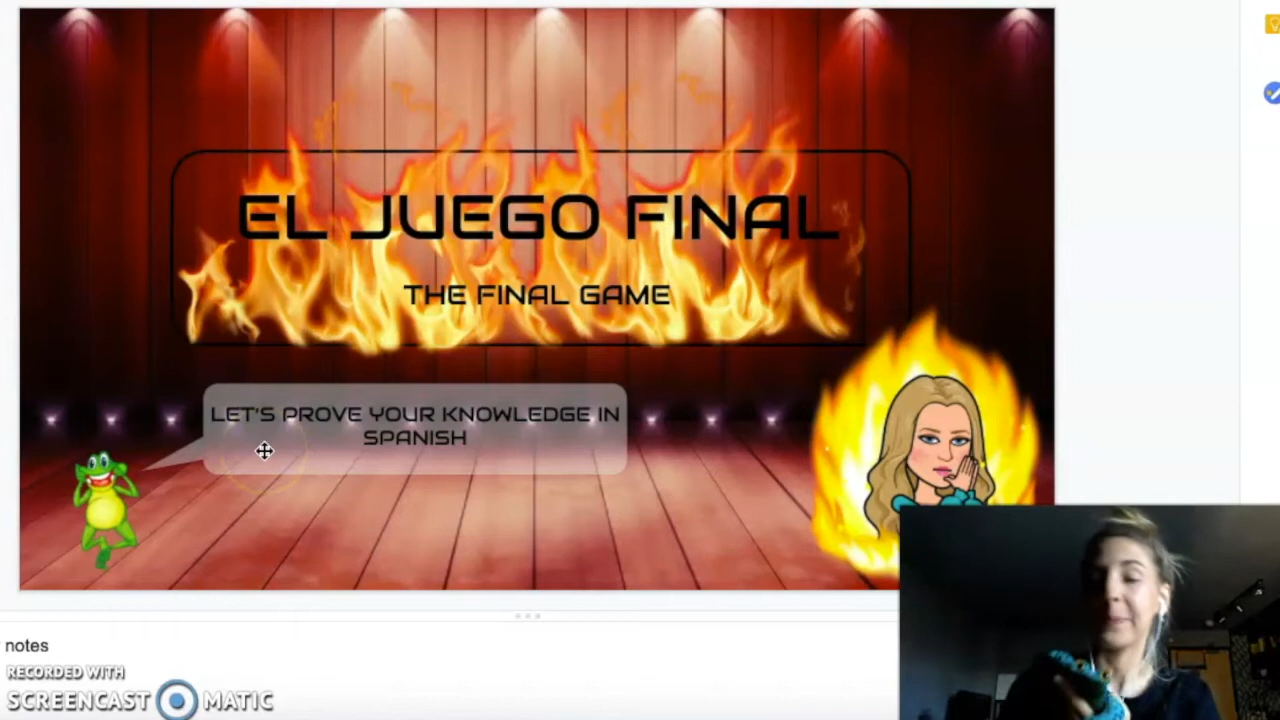 EL JUEGO FINAL
THE FINAL GAME
LET'S PROVE YOUR KNOWLEDGE IN
SPANISH
notes
RECORDED WITH
SCREENCAST MATIC